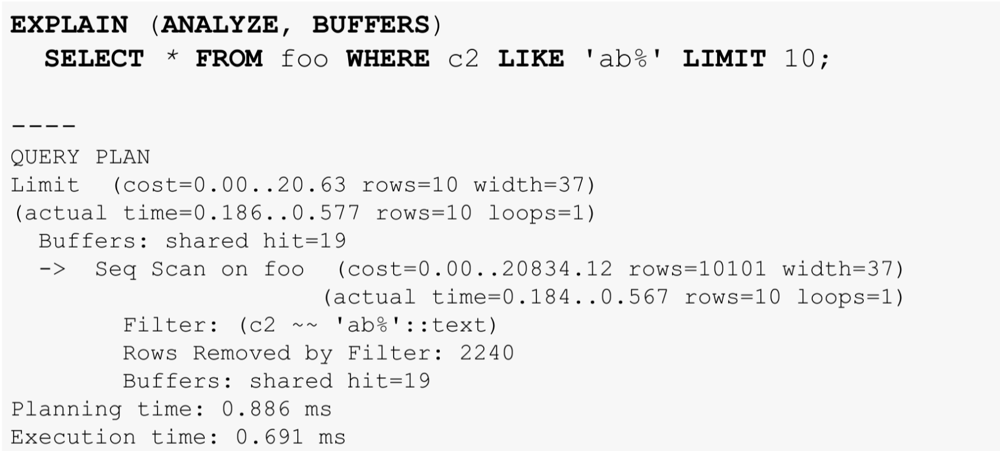 EXPLAIN (ANALYZE, BUFFERS)
SELECT * FROM foo WHERE c2 LIKE 'ab%' LIMIT 10;
----
QUERY PLAN
Limit (cost=0.00..20.63 rows=10 width=37)
(actual time=0.186..0.577 rows=10 loops=1)
Buffers: shared hit=19
-> Seq Scan on foo (cost=0.00..20834.12 rows=10101 width=37)
(actual time=0.184..0.567 rows=10 loops=1)
Filter: (c2 ~~ 'ab%'::text)
Rows Removed by Filter: 2240
Buffers: shared hit=19
Planning time: 0.886 ms
Execution time: 0.691 ms